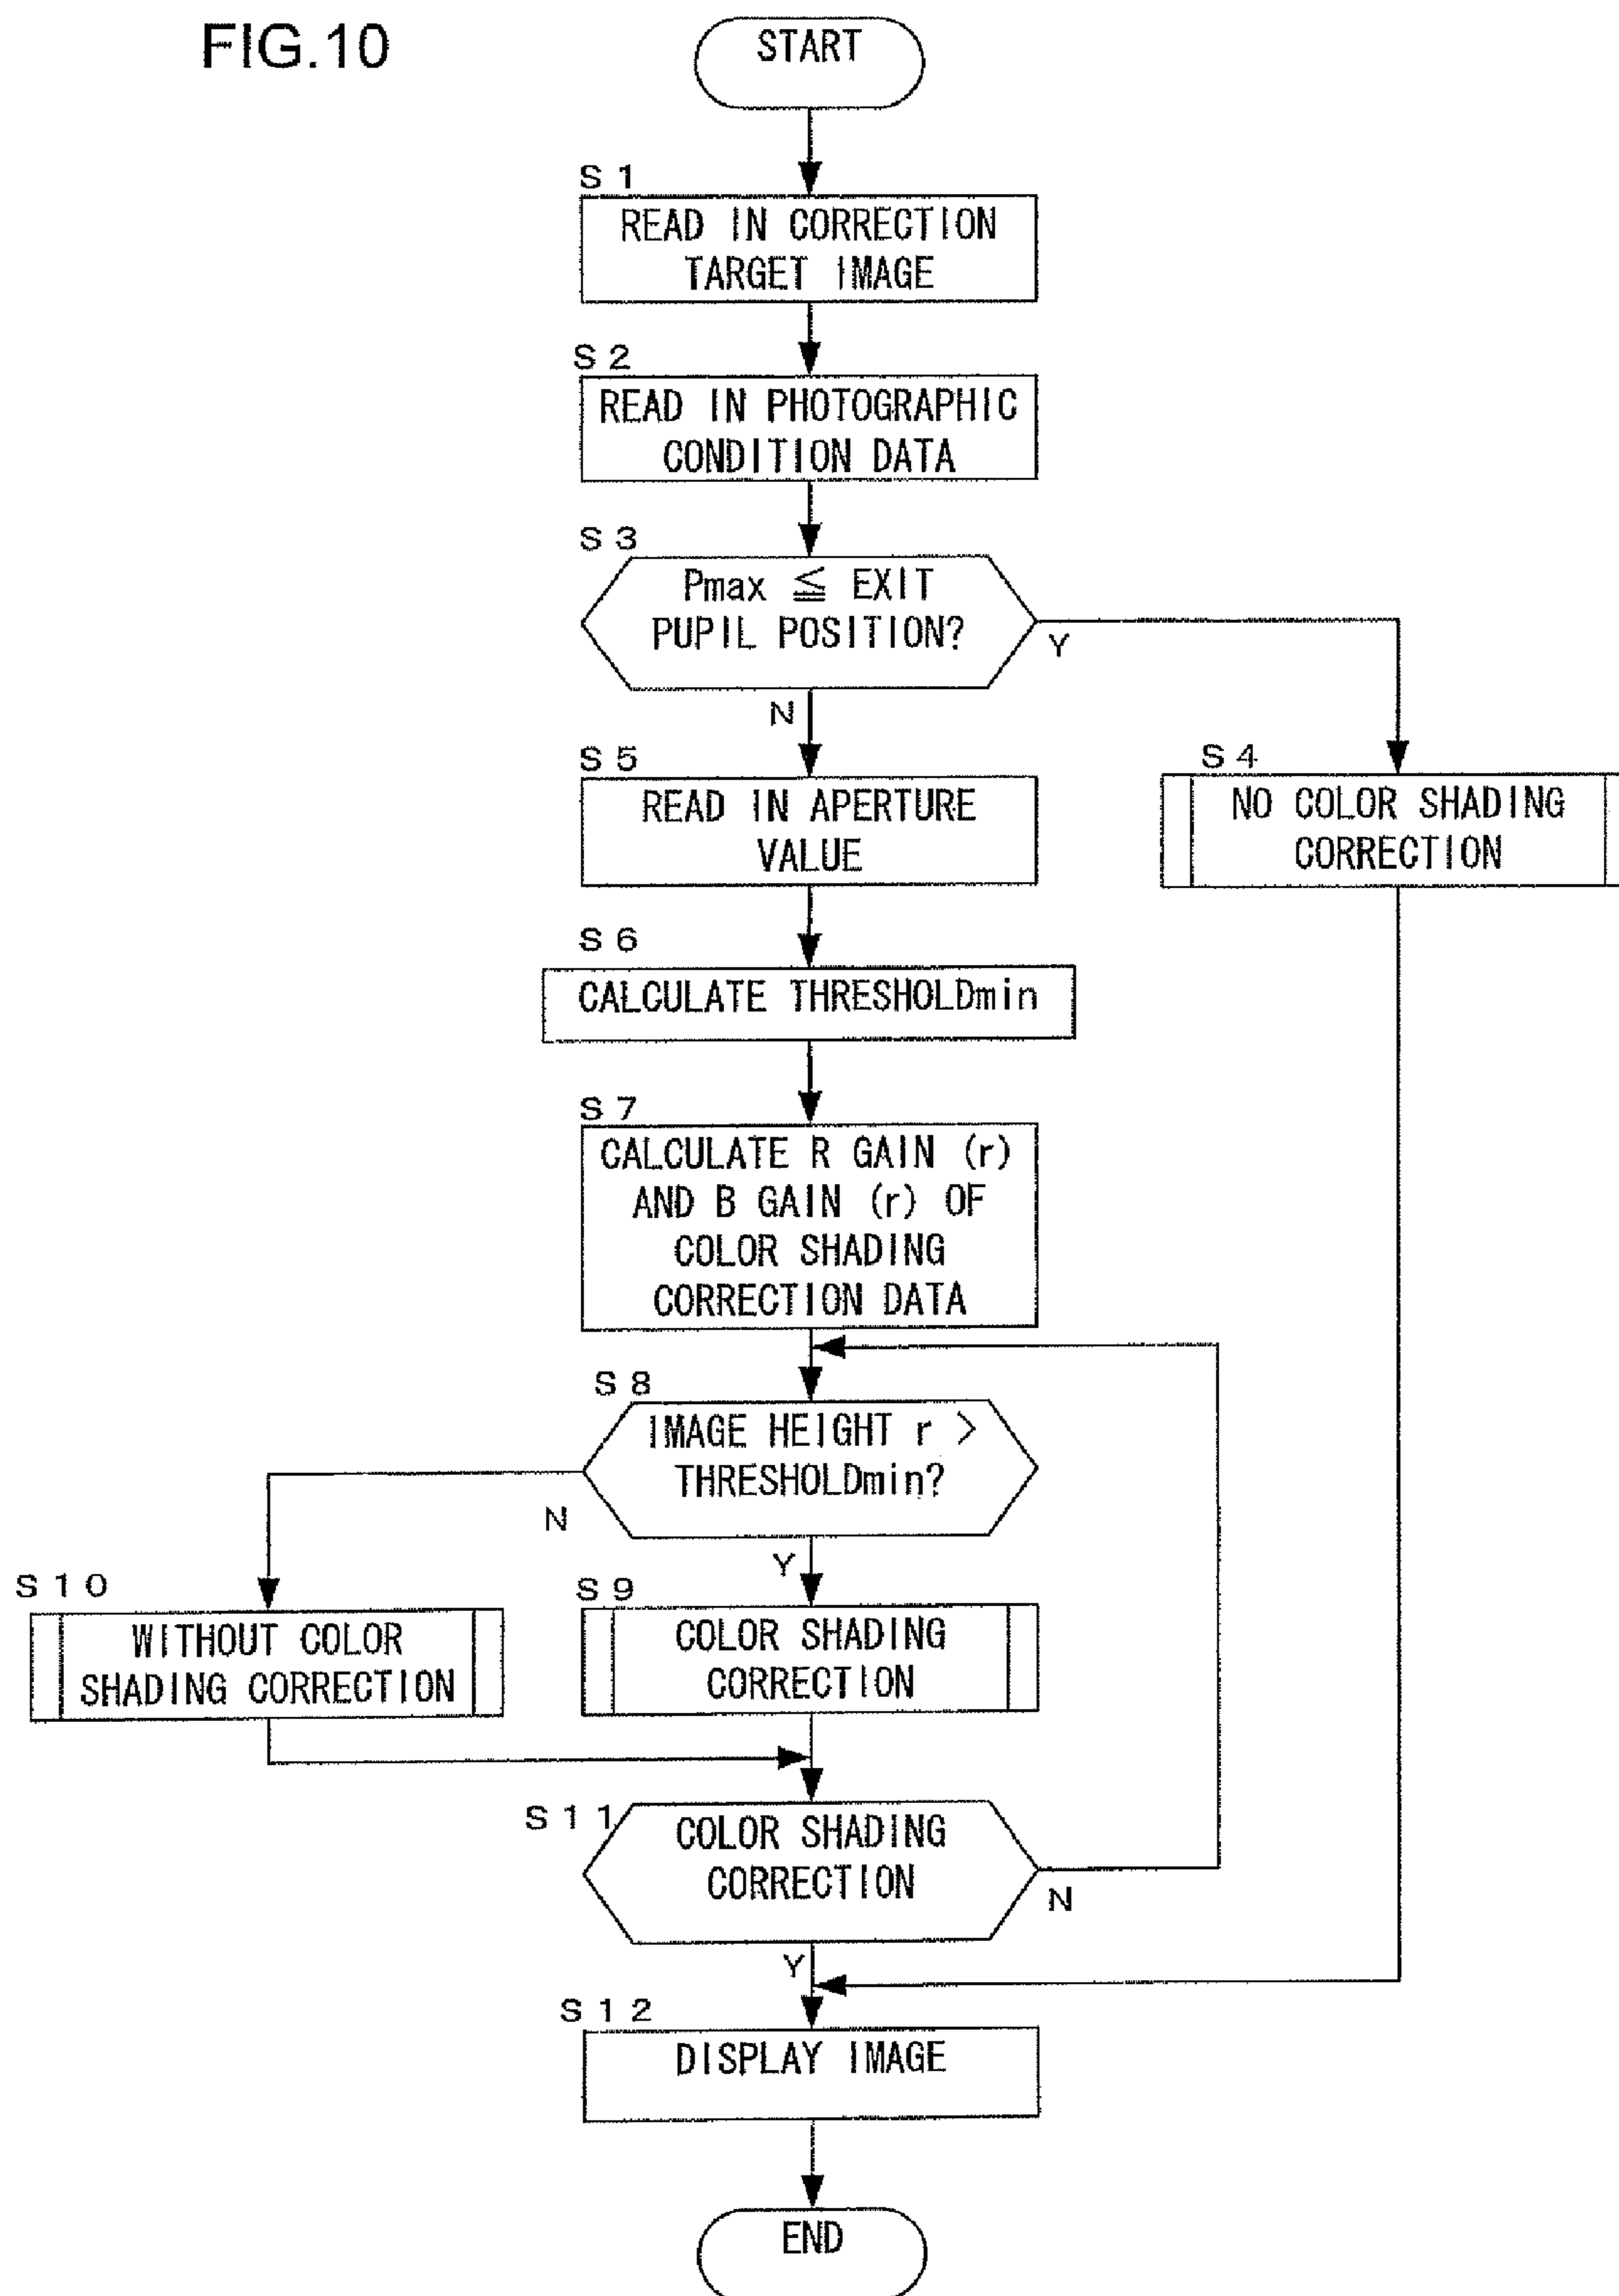 FIG.10
START
S1
READ IN CORRECTION
TARGET IMAGE
S2
READ IN PHOTOGRAPHIC
CONDITION DATA
S3
Pmax ≦ EXIT
PUPIL POSITION?
Y
N
S5
READ IN APERTURE
VALUE
S4
NO COLOR SHADING
CORRECTION
S6
CALCULATE THRESHOLDmin
S7
CALCULATE R GAIN (r)
AND B GAIN (r) OF
COLOR SHADING
CORRECTION DATA
S8
IMAGE HEIGHT r >
THRESHOLDmin?
N
Y
S10
WITHOUT COLOR
SHADING CORRECTION
S9
COLOR SHADING
CORRECTION
S11
COLOR SHADING
CORRECTION
N
Y
S12
DISPLAY IMAGE
END